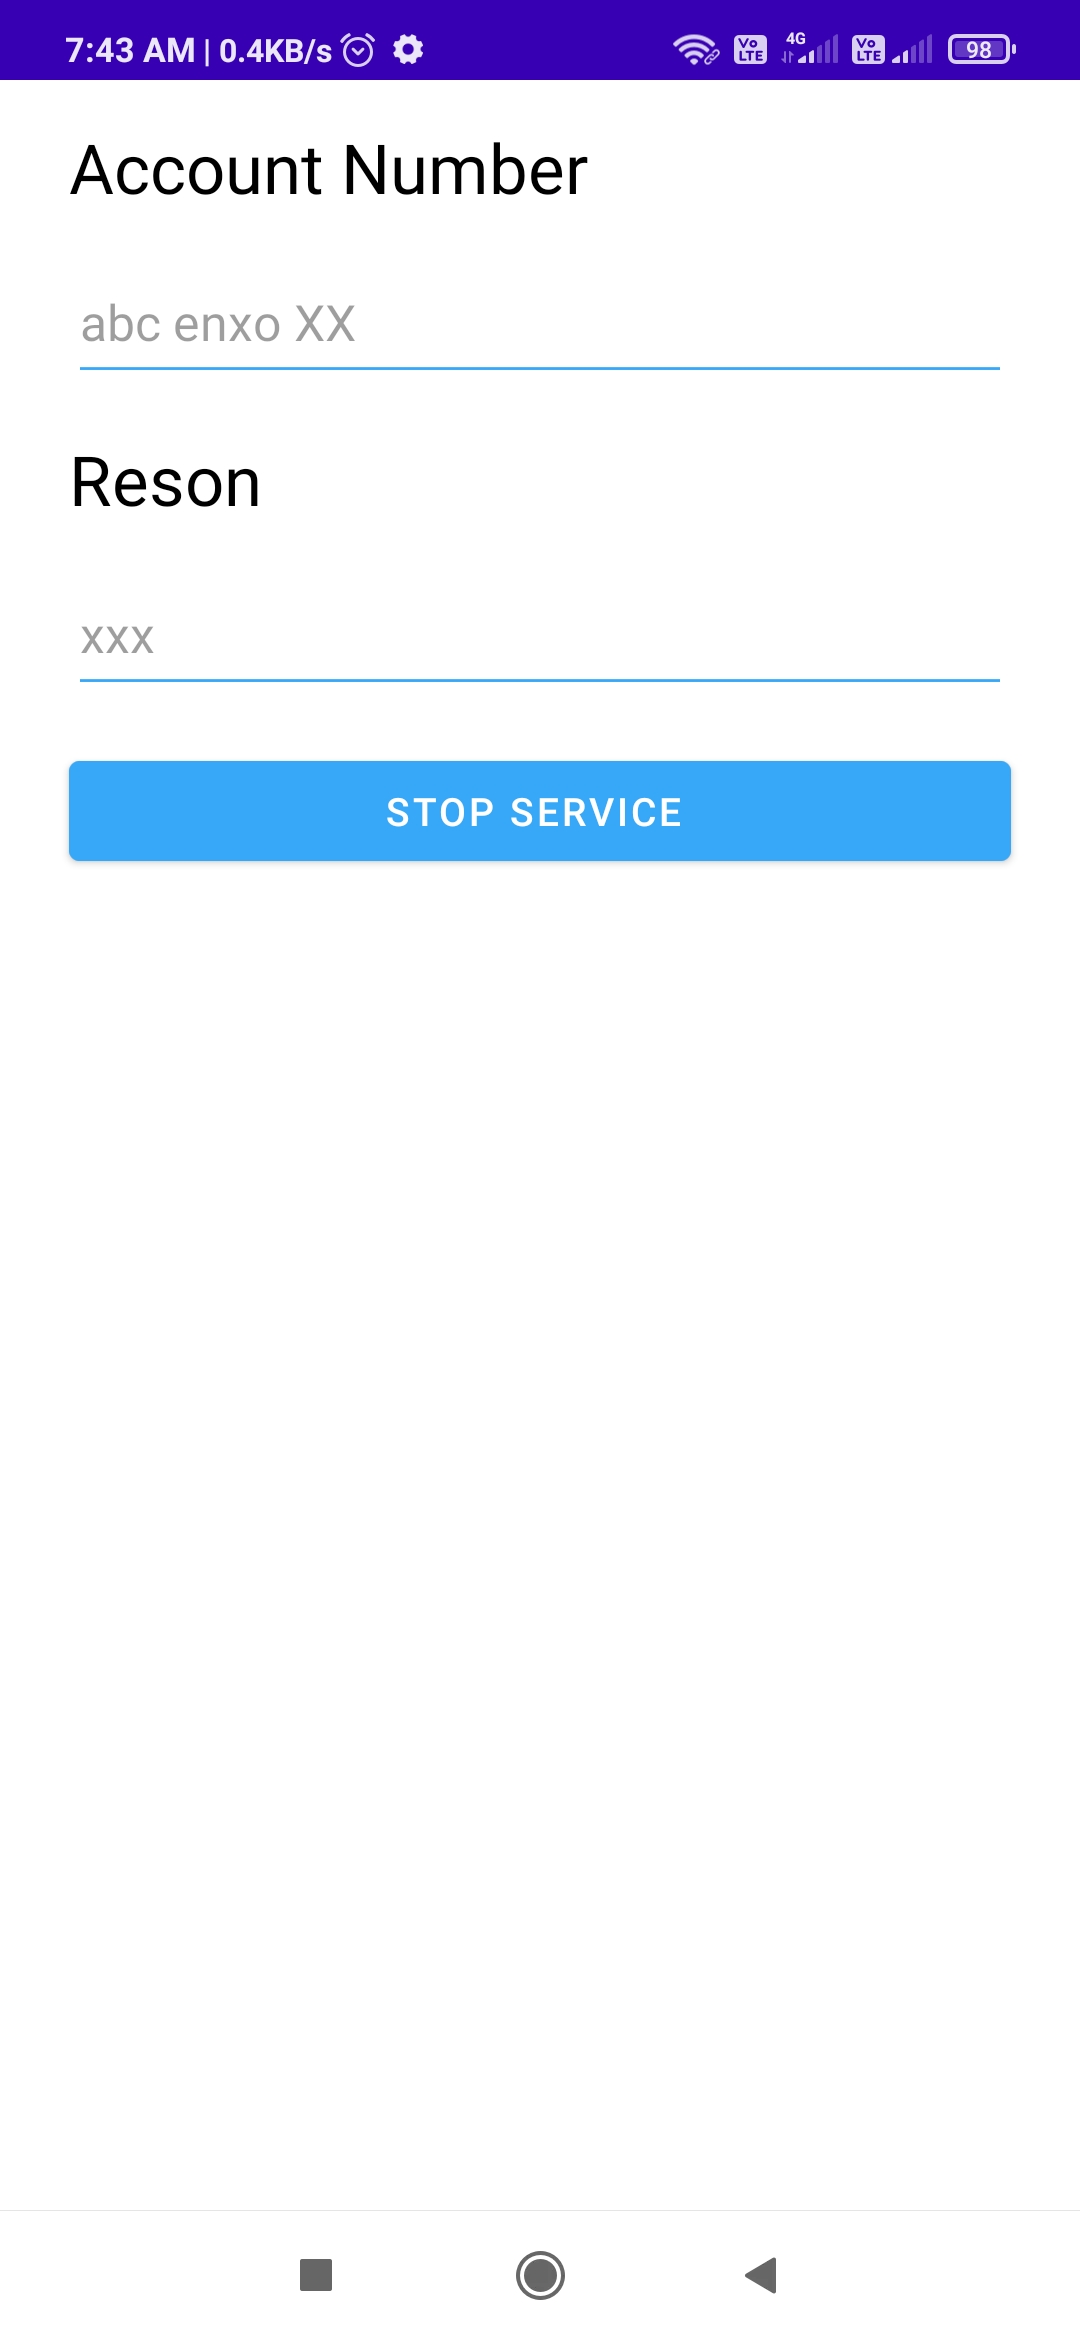 7:43 AM | 0.4KB/s Vo LTE 4G Vo LTE 98
Account Number
abc enxo XX
Reson
xxx
STOP SERVICE